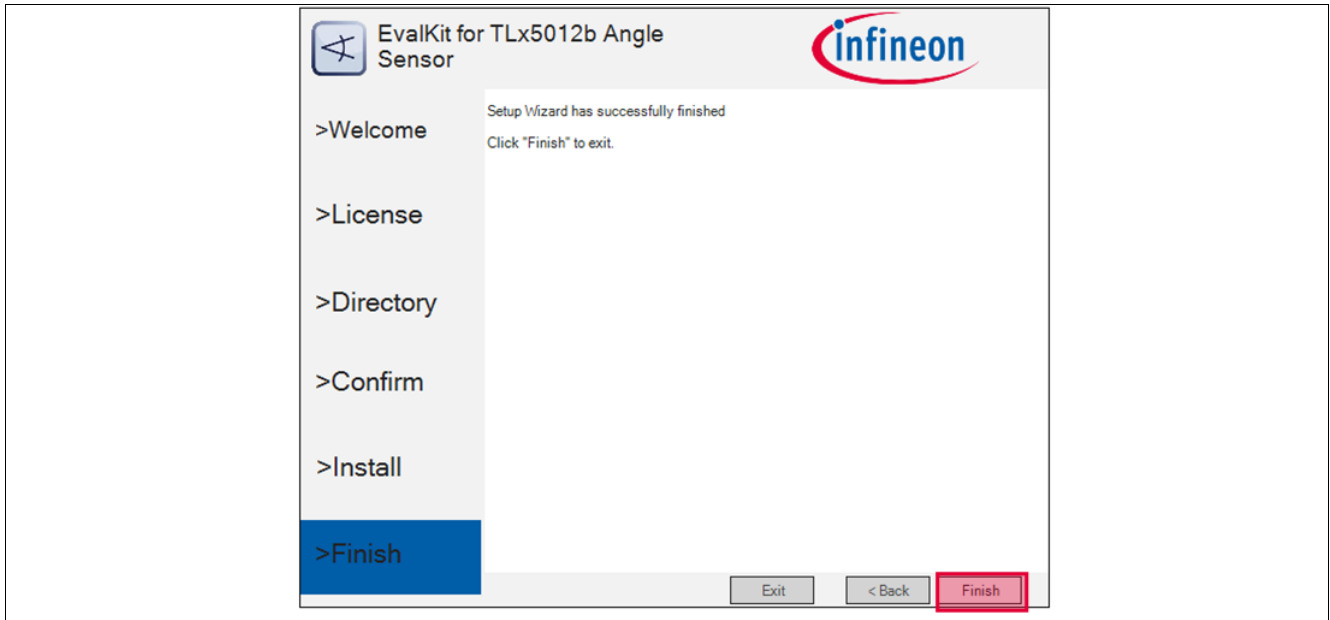 EvalKit for TLx5012b Angle
Sensor
infineon
>Welcome
Setup Wizard has successfully finished
Click "Finish" to exit.
>License
>Directory
>Confirm
>Install
>Finish
Exit
< Back
Finish